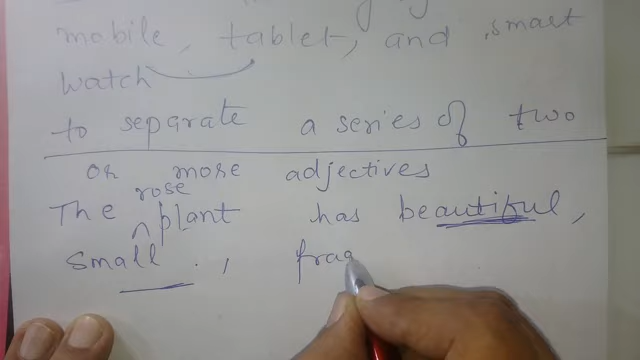 mobile, tablet, and smart
watch
to separate a series of two
or more adjectives
The rose plant has beautiful,
small , frag